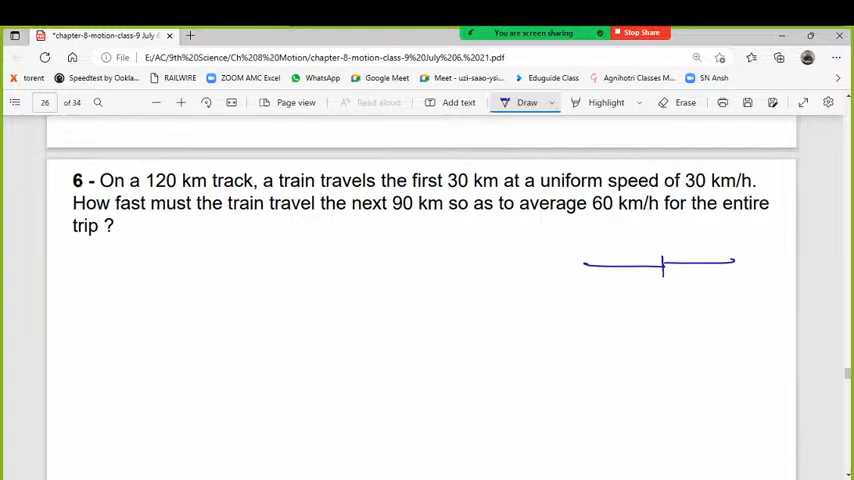 You are screen sharing
Stop Share
*chapter-8-motion-class-9 July 6
File
E:/AC/9th%20Science/Ch%208%20Motion/chapter-8-motion-class-9%20July%206,%2021.pdf
torent
Speedtest by Ookla...
RAILWIRE
ZOOM AMC Excel
WhatsApp
Google Meet
Meet - uzi-saao-ysi...
Eduguide Class
Agnihotri Classes M...
SN Ansh
26
of 34
Page view
Read aloud
Add text
Draw
Highlight
Erase
6 - On a 120 km track, a train travels the first 30 km at a uniform speed of 30 km/h.
How fast must the train travel the next 90 km so as to average 60 km/h for the entire
trip ?